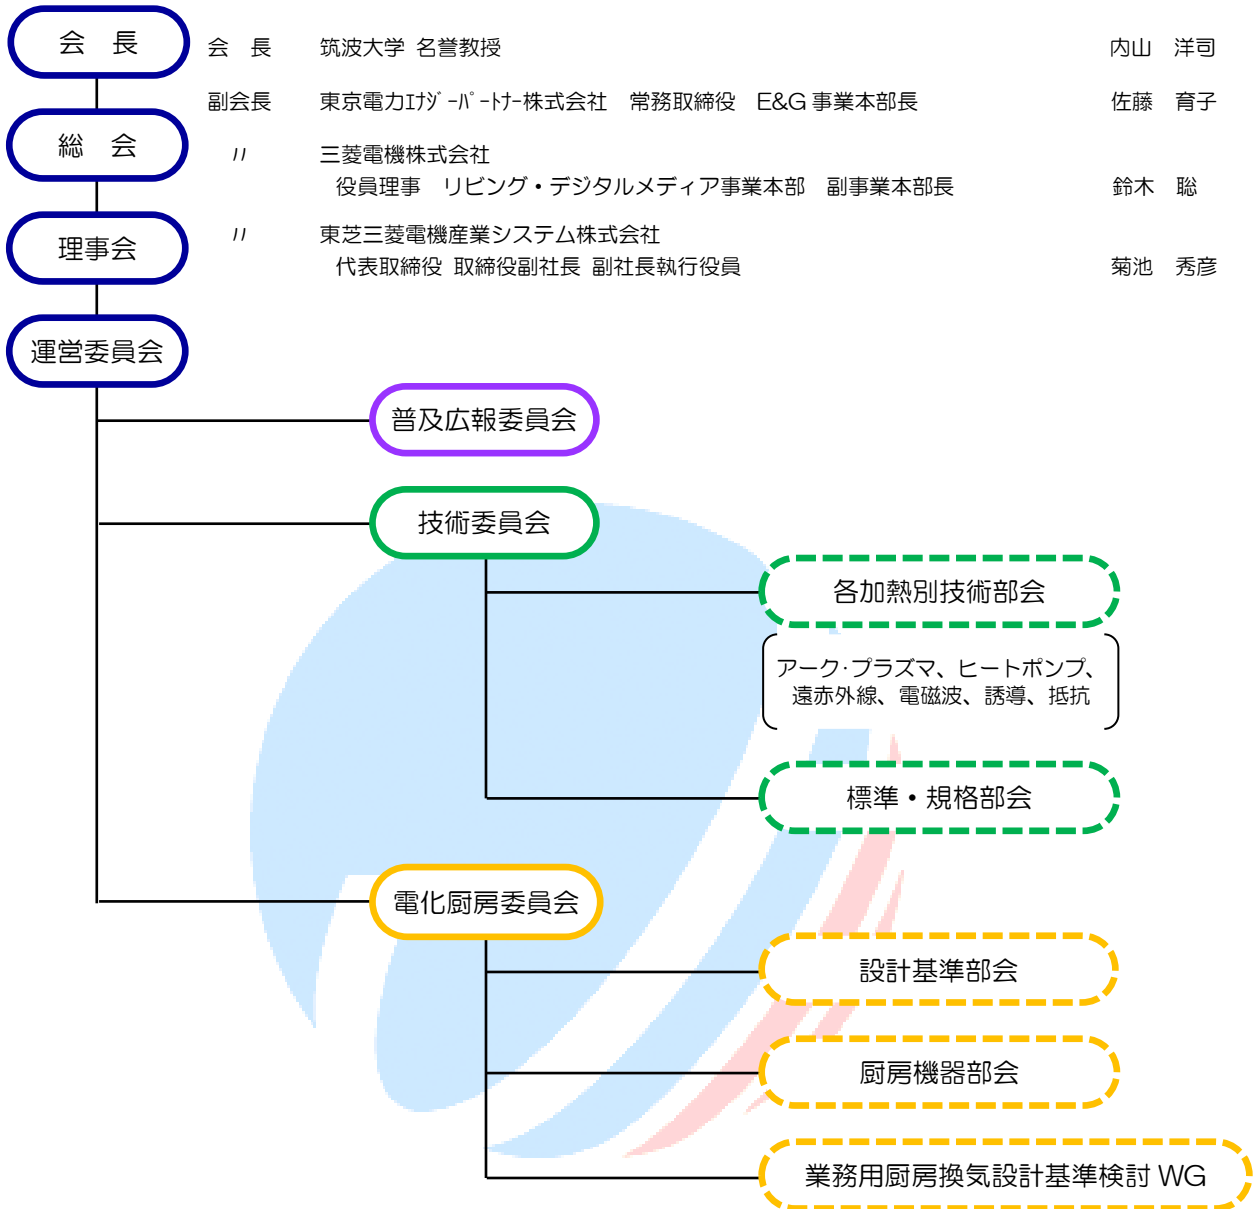 会　長
会　長　筑波大学 名誉教授　内山　洋司
副会長　東京電力ｴﾅｼﾞｰﾊﾟｰﾄﾅｰ株式会社　常務取締役　E&G 事業本部長　佐藤　育子
総　会
〃　三菱電機株式会社
役員理事　リビング・デジタルメディア事業本部　副事業本部長　鈴木　聡
理事会
〃　東芝三菱電機産業システム株式会社
代表取締役 取締役副社長 副社長執行役員　菊池　秀彦
運営委員会
普及広報委員会
技術委員会
各加熱別技術部会
アーク・プラズマ、ヒートポンプ、
遠赤外線、電磁波、誘導、抵抗
標準・規格部会
電化厨房委員会
設計基準部会
厨房機器部会
業務用厨房換気設計基準検討 WG